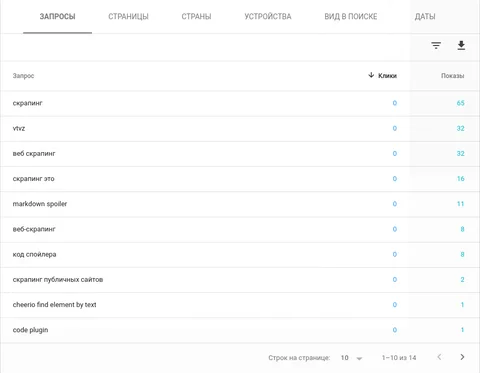 ЗАПРОСЫ СТРАНИЦЫ СТРАНЫ УСТРОЙСТВА ВИД В ПОИСКЕ ДАТЫ
Запрос Клики Показы
скрапинг 0 65
vtvz 0 32
веб скрапинг 0 32
скрапинг это 0 16
markdown spoiler 0 11
веб-скрапинг 0 8
код спойлера 0 8
скрапинг публичных сайтов 0 2
cheerio find element by text 0 1
code plugin 0 1
Строк на странице: 10 1–10 из 14